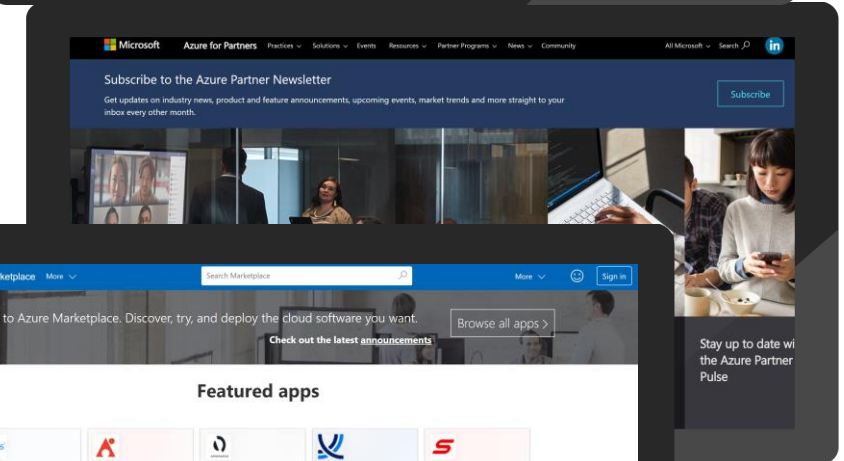 Microsoft Azure for Partners Practices Solutions Events Resources Partner Programs News Community All Microsoft Search in
Subscribe to the Azure Partner Newsletter
Get updates on industry news, product and feature announcements, upcoming events, market trends and more straight to your
inbox every other month.
Subscribe
Stay up to date wi
the Azure Partner
Pulse
ketplace More Search Marketplace More Sign in
to Azure Marketplace. Discover, try, and deploy the cloud software you want.
Browse all apps >
Check out the latest announcements
Featured apps